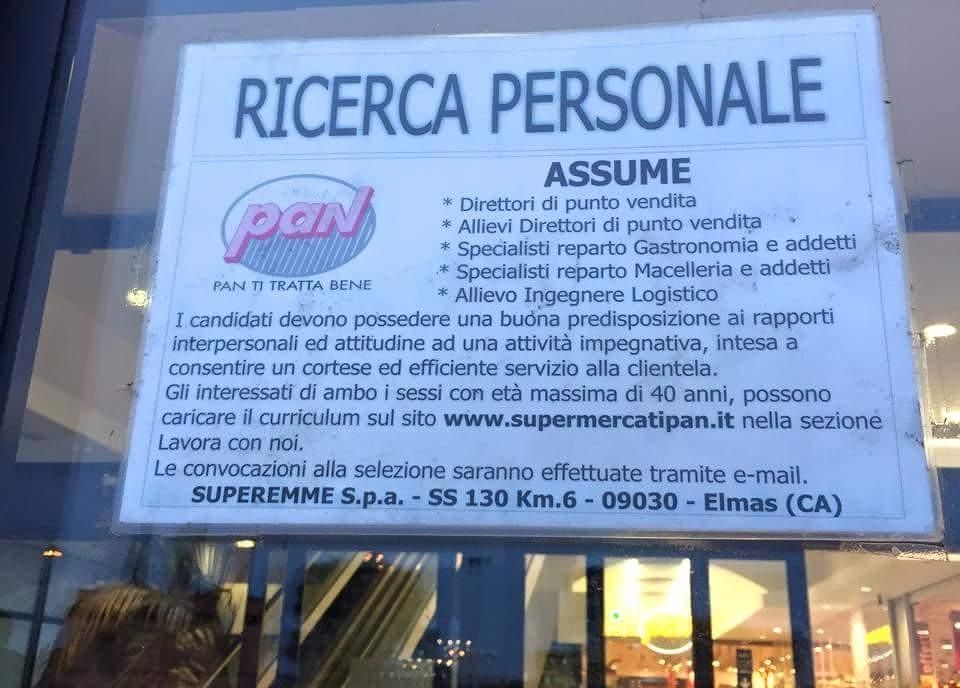 RICERCA PERSONALE
ASSUME
* Direttori di punto vendita
* Allievi Direttori di punto vendita
* Specialisti reparto Gastronomia e addetti
* Specialisti reparto Macelleria e addetti
* Allievo Ingegnere Logistico
pan
PAN TI TRATTA BENE
I candidati devono possedere una buona predisposizione ai rapporti
interpersonali ed attitudine ad una attività impegnativa, intesa a
consentire un cortese ed efficiente servizio alla clientela.
Gli interessati di ambo i sessi con età massima di 40 anni, possono
caricare il curriculum sul sito www.supermercatipan.it nella sezione
Lavora con noi.
Le convocazioni alla selezione saranno effettuate tramite e-mail.
SUPEREMME S.p.a. - SS 130 Km.6 - 09030 - Elmas (CA)